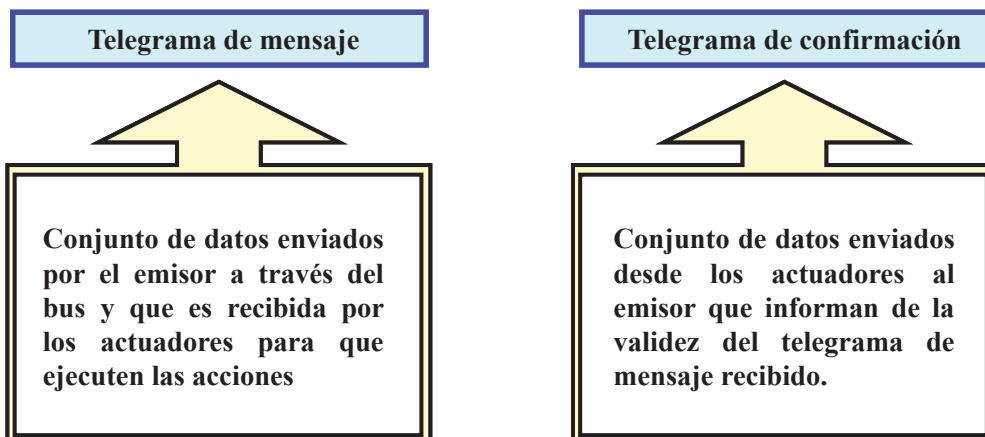 Telegrama de mensaje
Conjunto de datos enviados
por el emisor a través del
bus y que es recibida por
los actuadores para que
ejecuten las acciones
Telegrama de confirmación
Conjunto de datos enviados
desde los actuadores al
emisor que informan de la
validez del telegrama de
mensaje recibido.